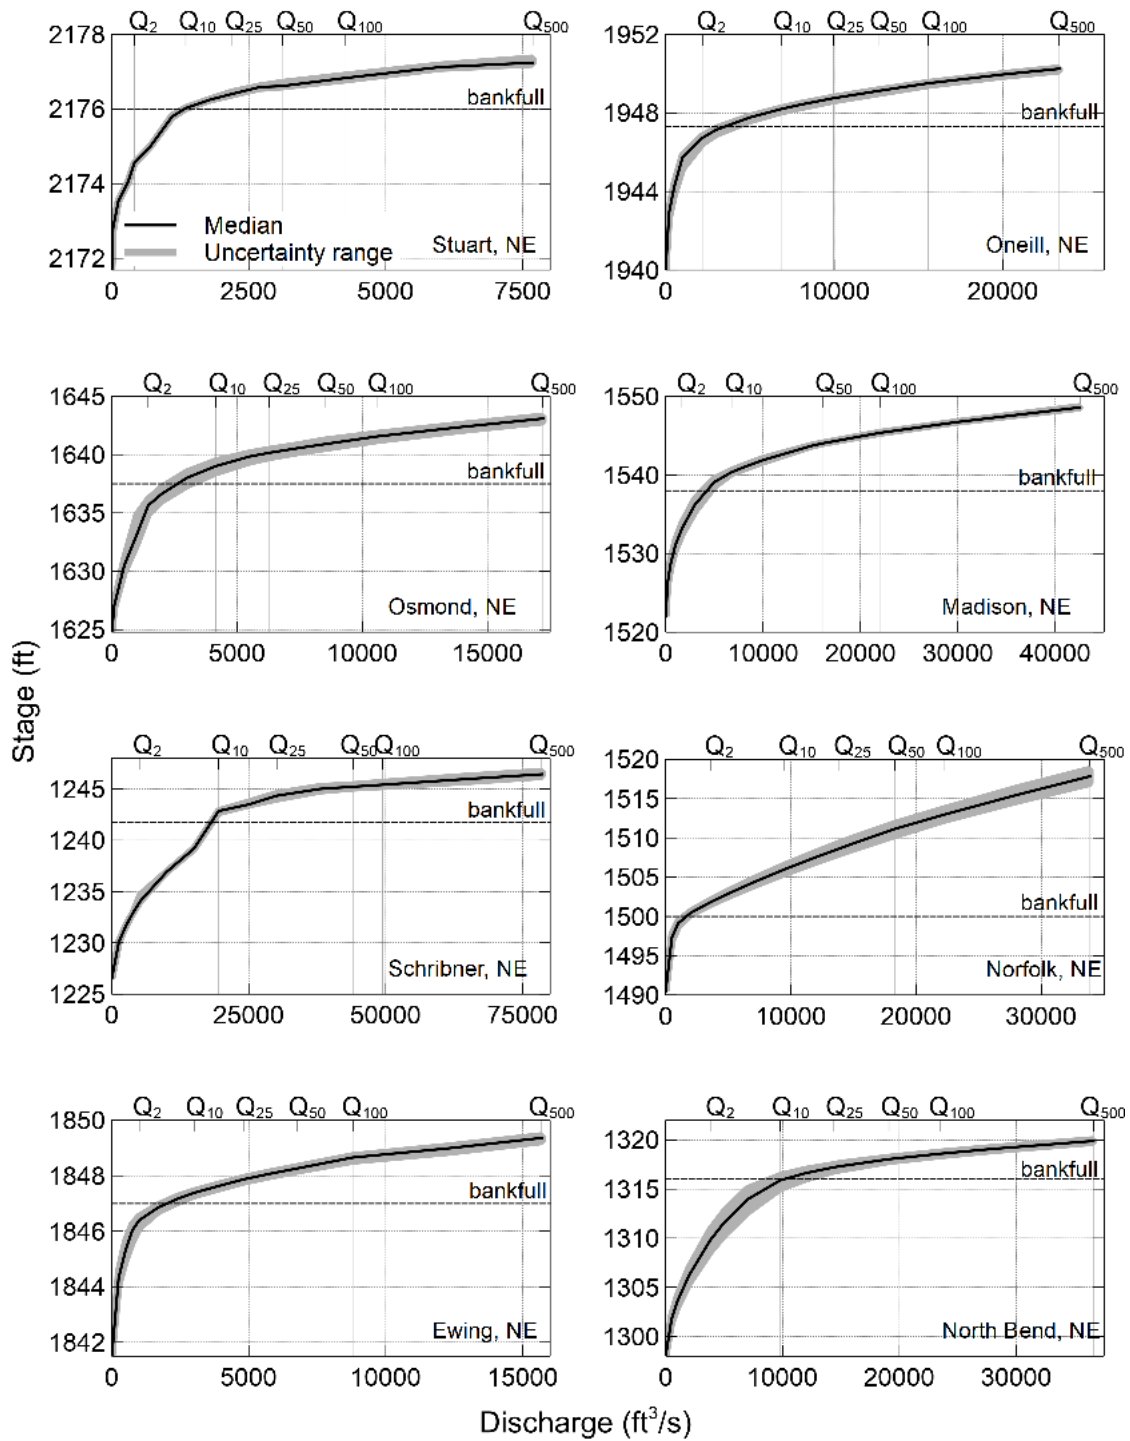 Q2 Q10 Q25 Q50 Q100 Q500
2178
2176
2174
2172
bankfull
Median
Uncertainty range
Stuart, NE
0 2500 5000 7500
Q2 Q10 Q25 Q50 Q100 Q500
1952
1948
1944
1940
bankfull
Oneill, NE
0 10000 20000
Q2 Q10 Q25 Q50 Q100 Q500
1645
1640
1635
1630
1625
bankfull
Osmond, NE
0 5000 10000 15000
Q2 Q10 Q50 Q100 Q500
1550
1540
1530
1520
bankfull
Madison, NE
0 10000 20000 30000 40000
Stage (ft)
Q2 Q10 Q25 Q50 Q100 Q500
1245
1240
1235
1230
1225
bankfull
Schribner, NE
0 25000 50000 75000
Q2 Q10 Q25 Q50 Q100 Q500
1520
1515
1510
1505
1500
1495
1490
bankfull
Norfolk, NE
0 10000 20000 30000
Q2 Q10 Q25 Q50 Q100 Q500
1850
1848
1846
1844
1842
bankfull
Ewing, NE
0 5000 10000 15000
Q2 Q10 Q25 Q50 Q100 Q500
1320
1315
1310
1305
1300
bankfull
North Bend, NE
0 10000 20000 30000
Discharge (ft³/s)